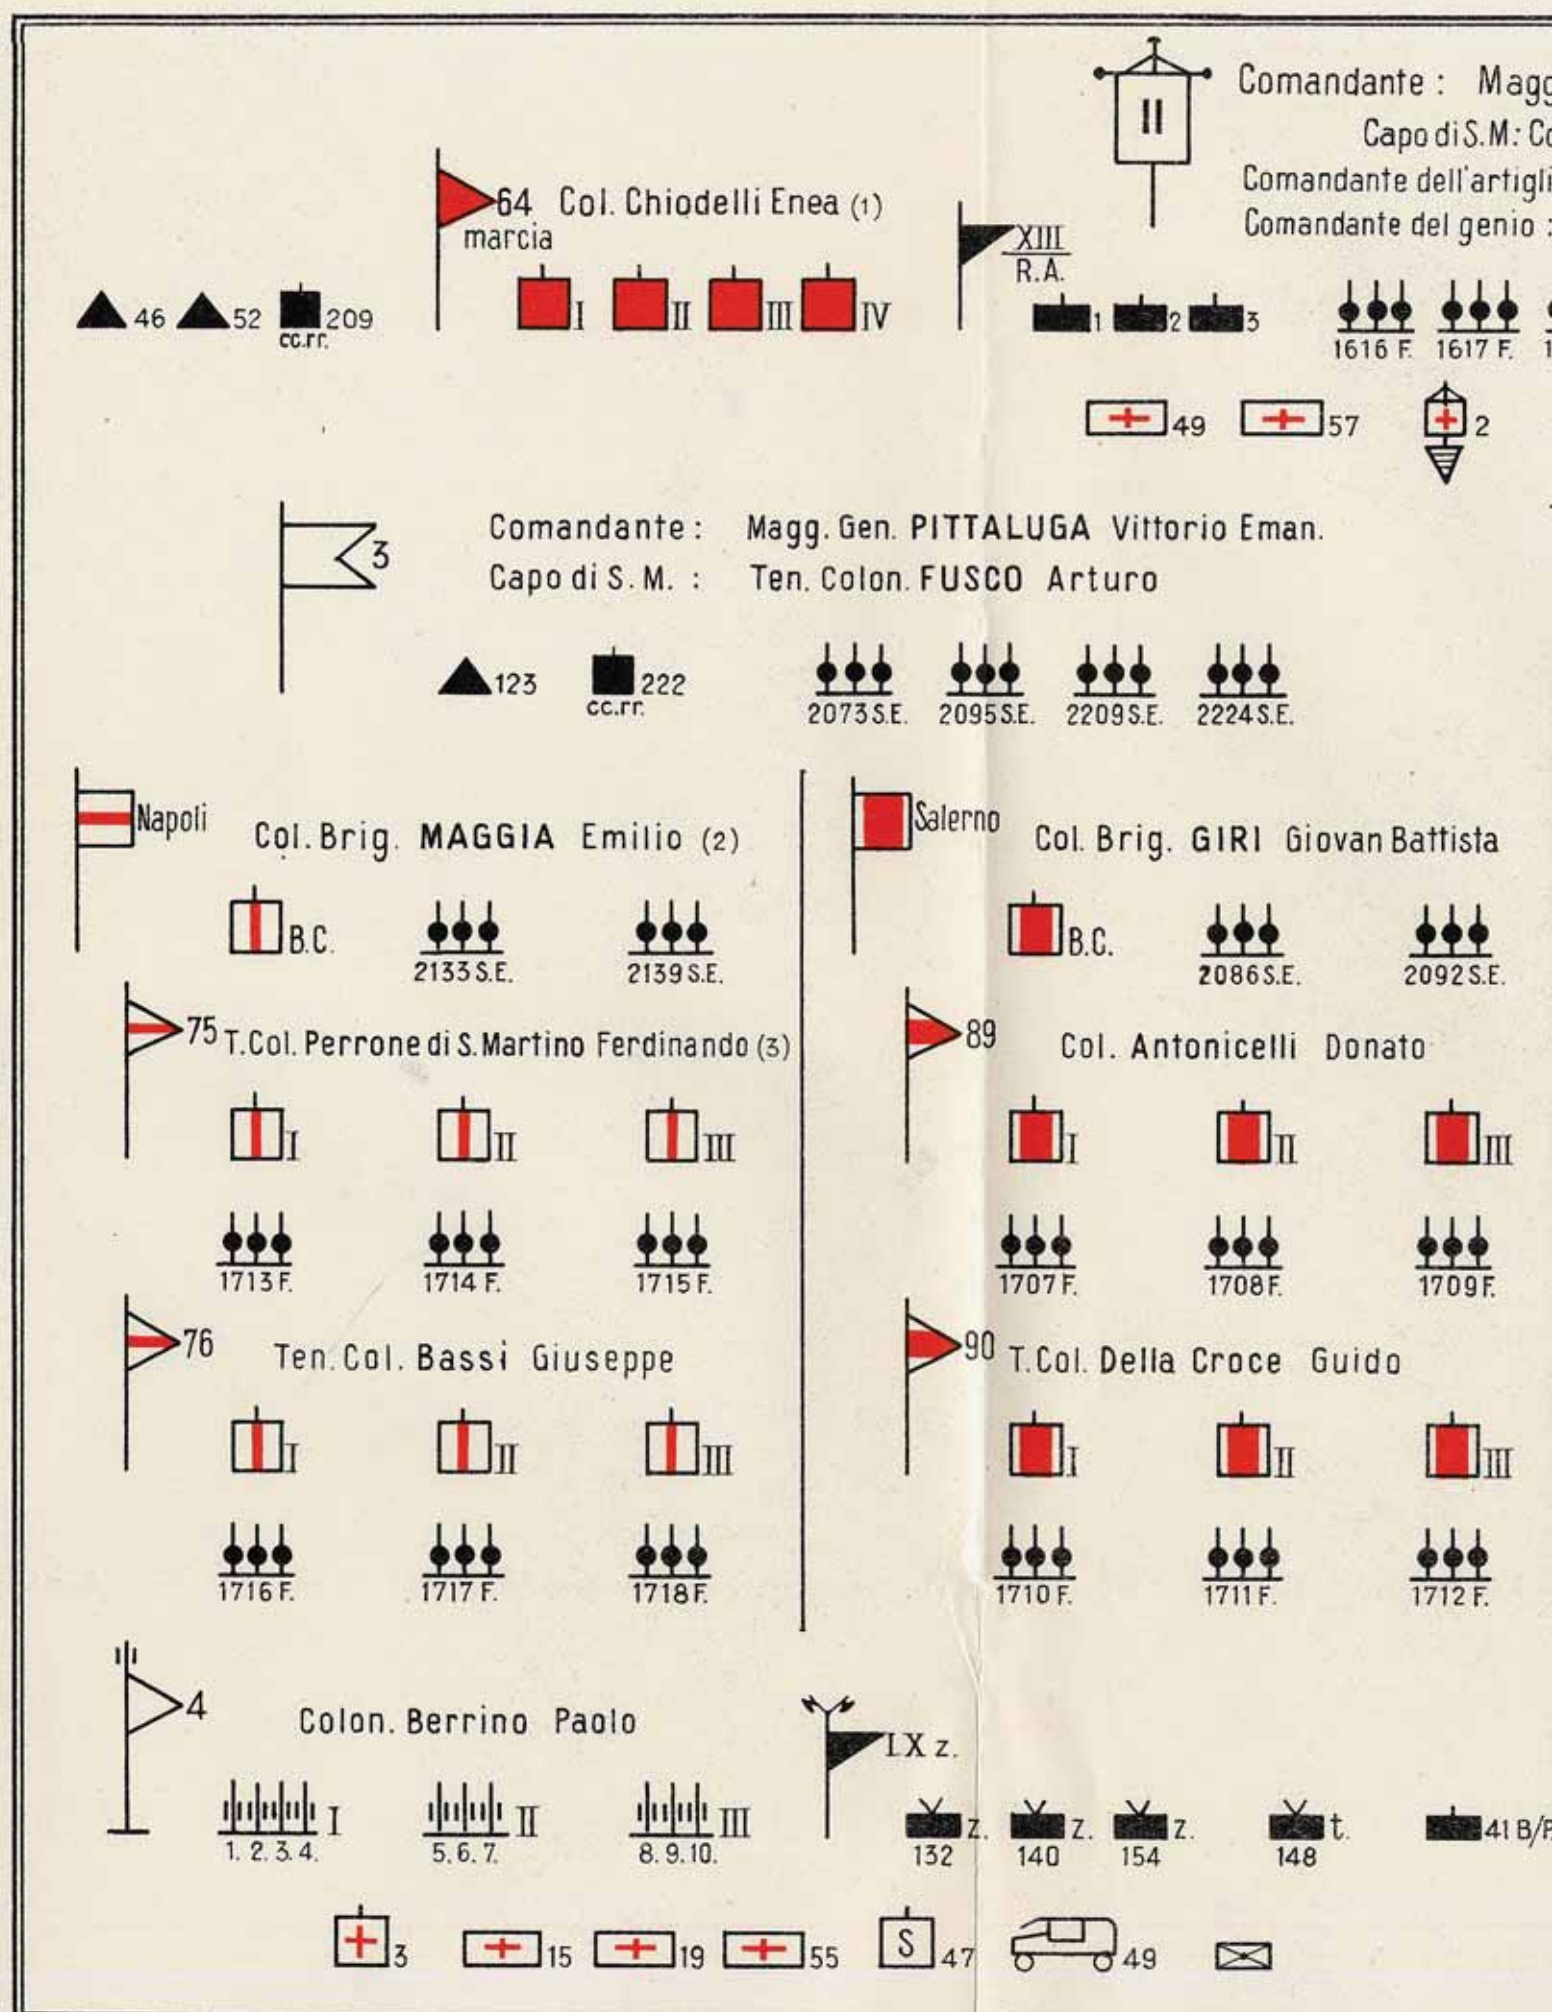 II
Comandante :
Capo di S.M:
Comandante dell'
Comandante del genio :
64 Col. Chiodelli Enea (1)
marcia
XIII
R.A.
46 52 209
cc.rr.
I II III IV
1 2 3
1616 F. 1617 F.
49 57 2
3
Comandante : Magg. Gen. PITTALUGA Vittorio Eman.
Capo di S. M. : Ten. Colon. FUSCO Arturo
123 222
cc.rr.
2073 S.E. 2095 S.E. 2209 S.E. 2224 S.E.
Napoli
Col. Brig. MAGGIA Emilio (2)
B.C.
2133 S.E. 2139 S.E.
75 T.Col. Perrone di S. Martino Ferdinando (3)
I II III
1713 F. 1714 F. 1715 F.
76 Ten. Col. Bassi Giuseppe
I II III
1716 F. 1717 F. 1718 F.
Salerno
Col. Brig. GIRI Giovan Battista
B.C.
2086 S.E. 2092 S.E.
89 Col. Antonicelli Donato
I II III
1707 F. 1708 F. 1709 F.
90 T.Col. Della Croce Guido
I II III
1710 F. 1711 F. 1712 F.
4 Colon. Berrino Paolo
I II III
1. 2. 3. 4. 5. 6. 7. 8. 9. 10.
LX z.
z. z. z. t. 41
132 140 154 148
3 15 19 55 S 47 49